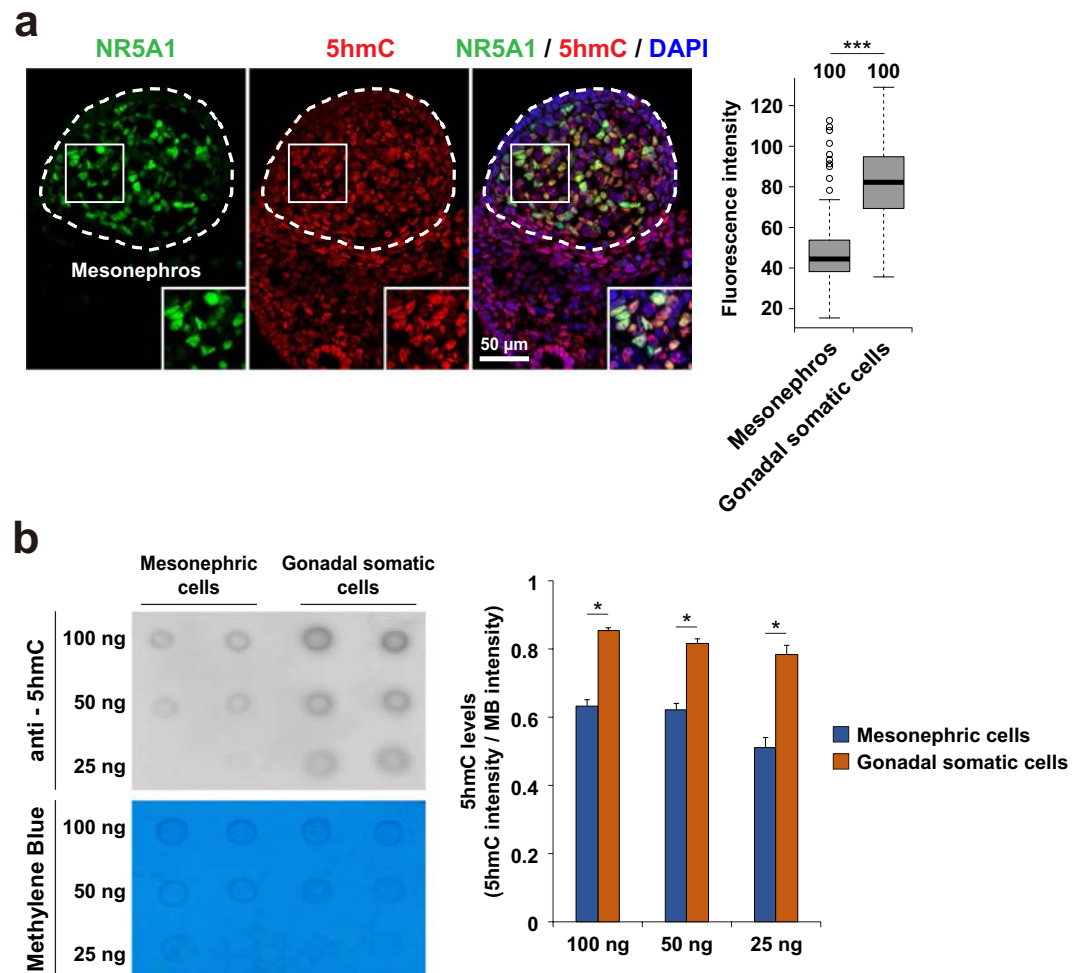 a
NR5A1
5hmC
NR5A1 / 5hmC / DAPI
Mesonephros
50 µm
***
100 100
Fluorescence intensity
120
100
80
60
40
20
Mesonephros
Gonadal somatic cells
b
Mesonephric
cells
Gonadal somatic
cells
anti - 5hmC
100 ng
50 ng
25 ng
Methylene Blue
100 ng
50 ng
25 ng
5hmC levels
(5hmC intensity / MB intensity)
1
0.8
0.6
0.4
0.2
0
*
*
*
100 ng
50 ng
25 ng
Mesonephric cells
Gonadal somatic cells